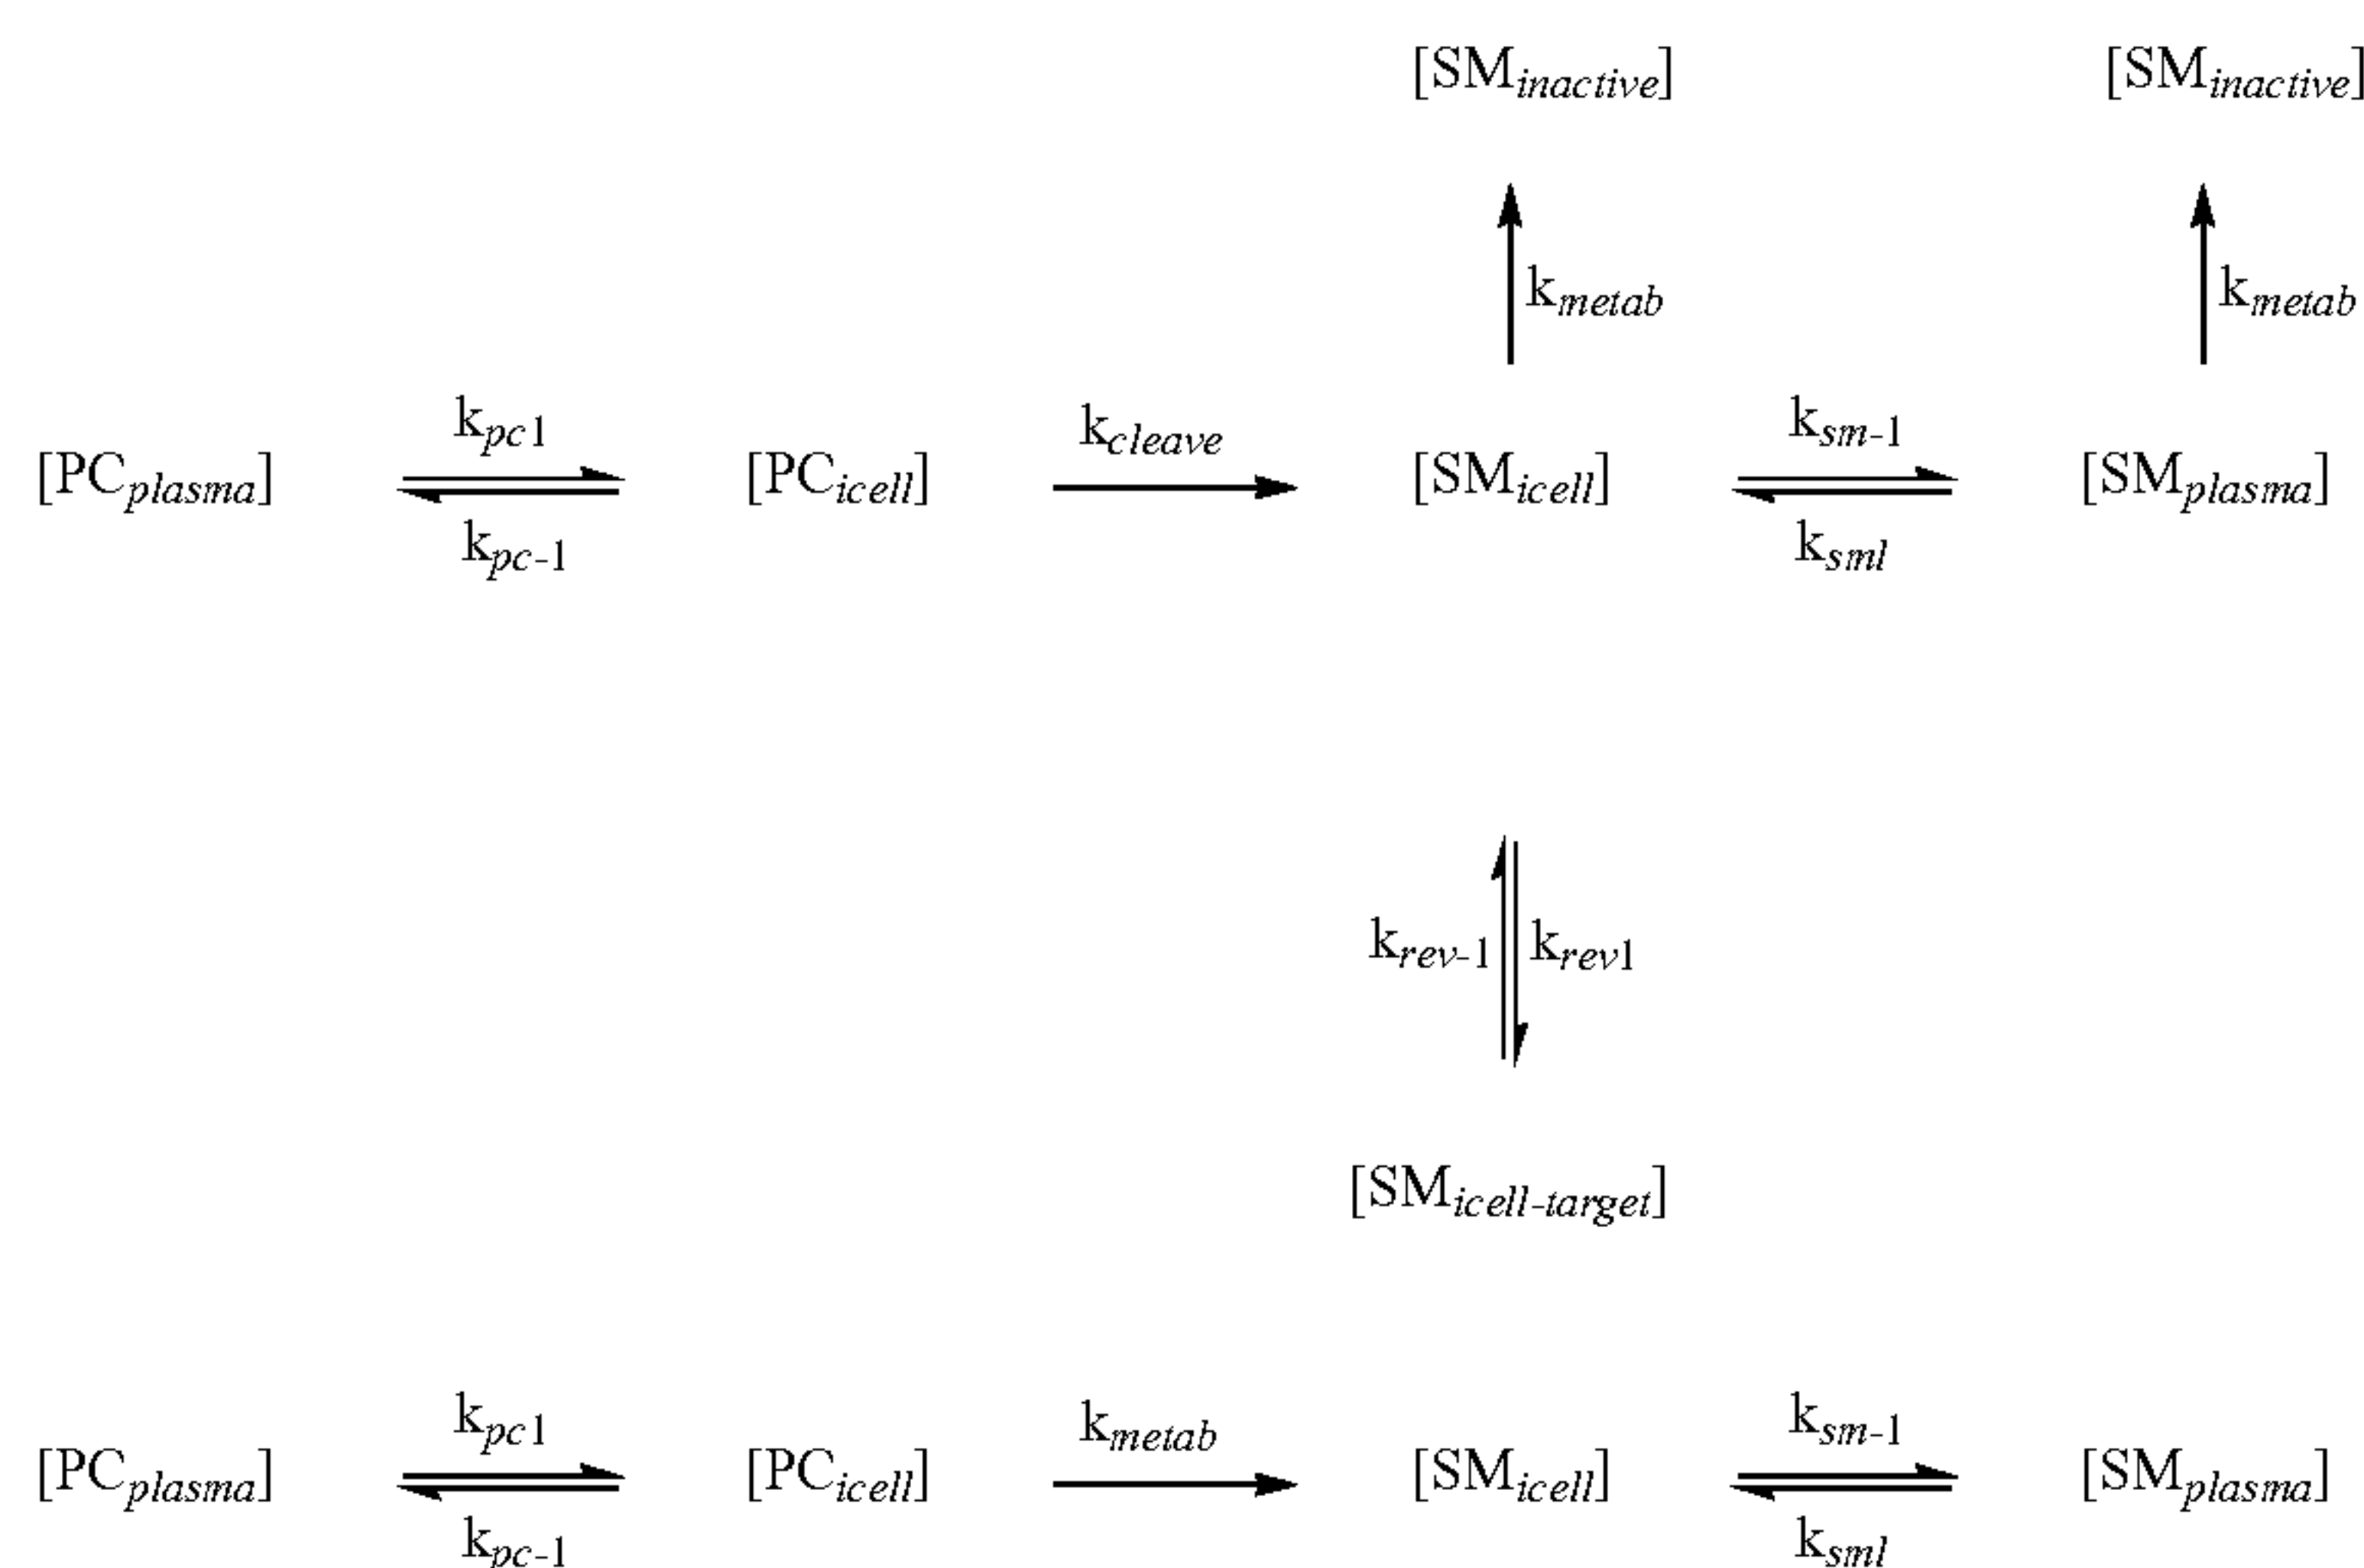 [SMinactive] [SMinactive]
kmetab kmetab
kpc1 kcleave ksm-1
[PCplasma] [PCicell] [SMicell] [SMplasma]
kpc-1 ksml
krev-1 krev1
[SMicell-target]
kpc1 kmetab ksm-1
[PCplasma] [PCicell] [SMicell] [SMplasma]
kpc-1 ksml